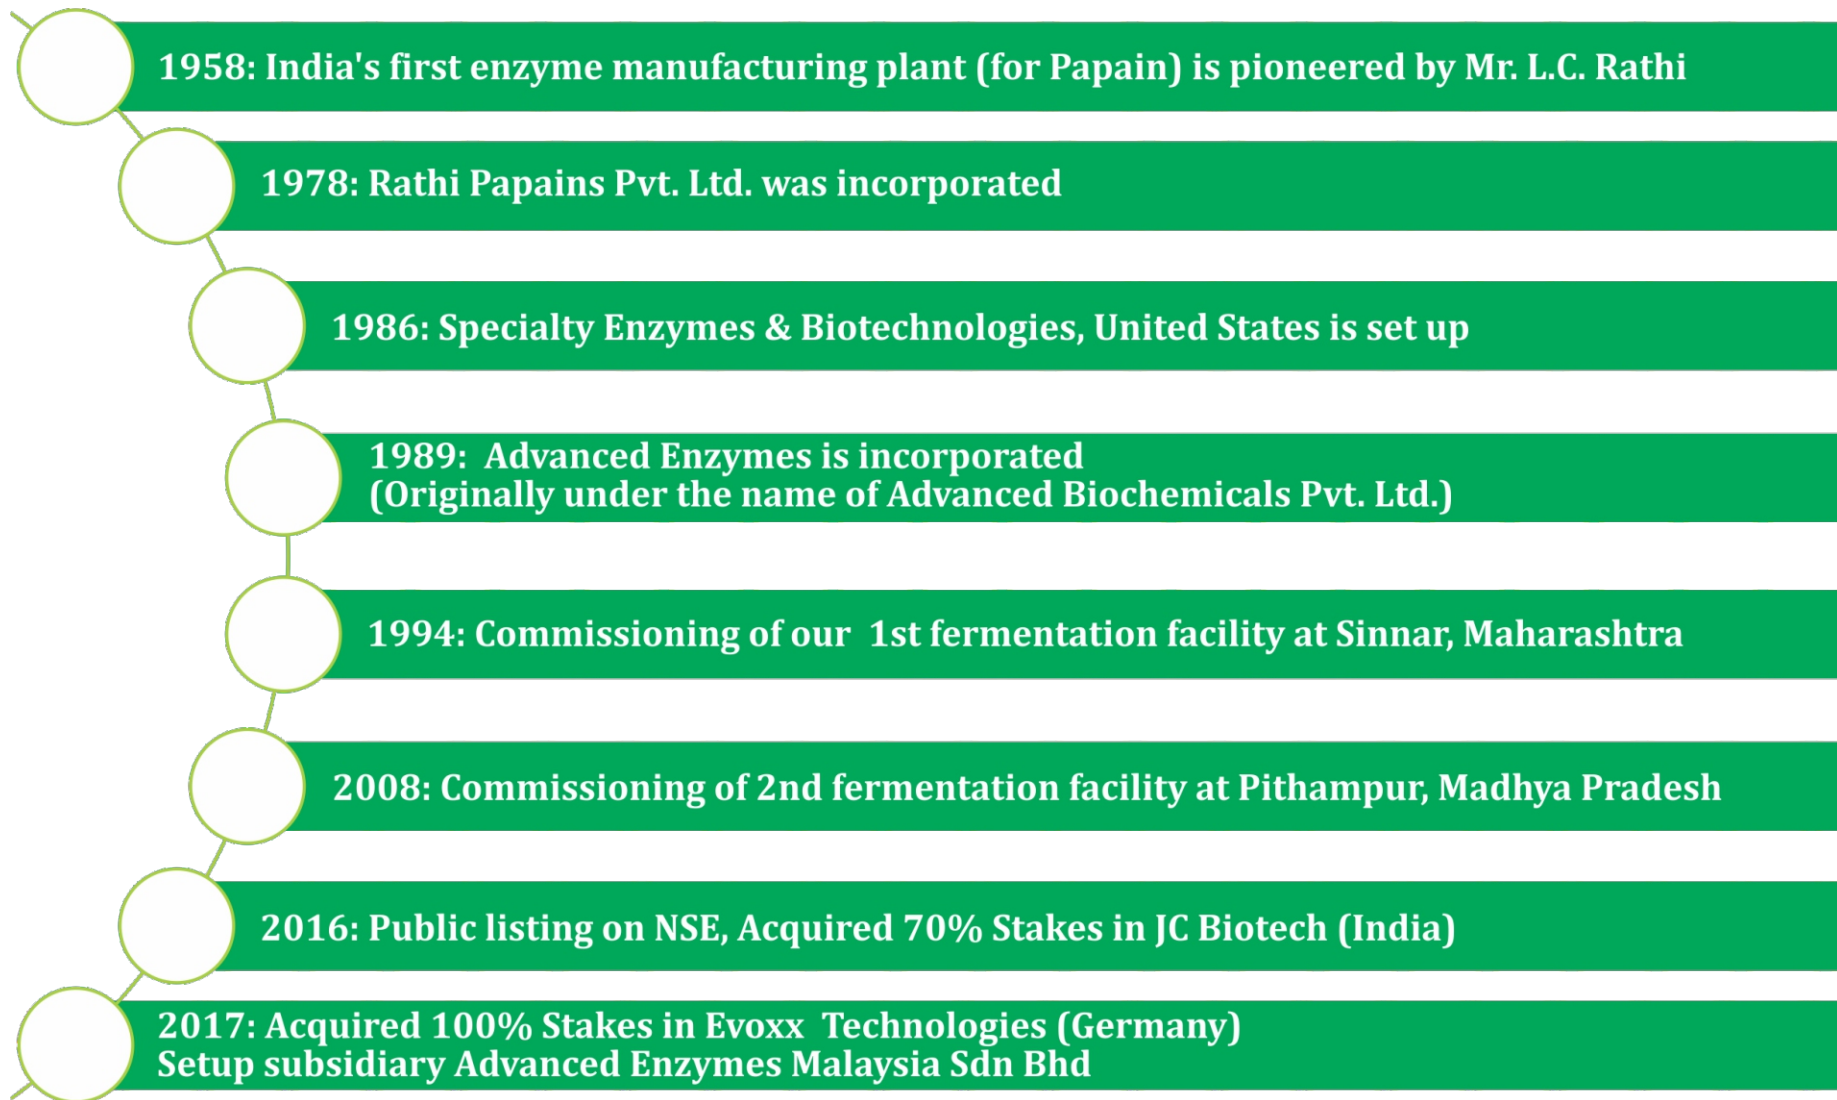 1958: India's first enzyme manufacturing plant (for Papain) is pioneered by Mr. L.C. Rathi
1978: Rathi Papains Pvt. Ltd. was incorporated
1986: Specialty Enzymes & Biotechnologies, United States is set up
1989:  Advanced Enzymes is incorporated
(Originally under the name of Advanced Biochemicals Pvt. Ltd.)
1994: Commissioning of our  1st fermentation facility at Sinnar, Maharashtra
2008: Commissioning of 2nd fermentation facility at Pithampur, Madhya Pradesh
2016: Public listing on NSE, Acquired 70% Stakes in JC Biotech (India)
2017: Acquired 100% Stakes in Evoxx  Technologies (Germany)
Setup subsidiary Advanced Enzymes Malaysia Sdn Bhd